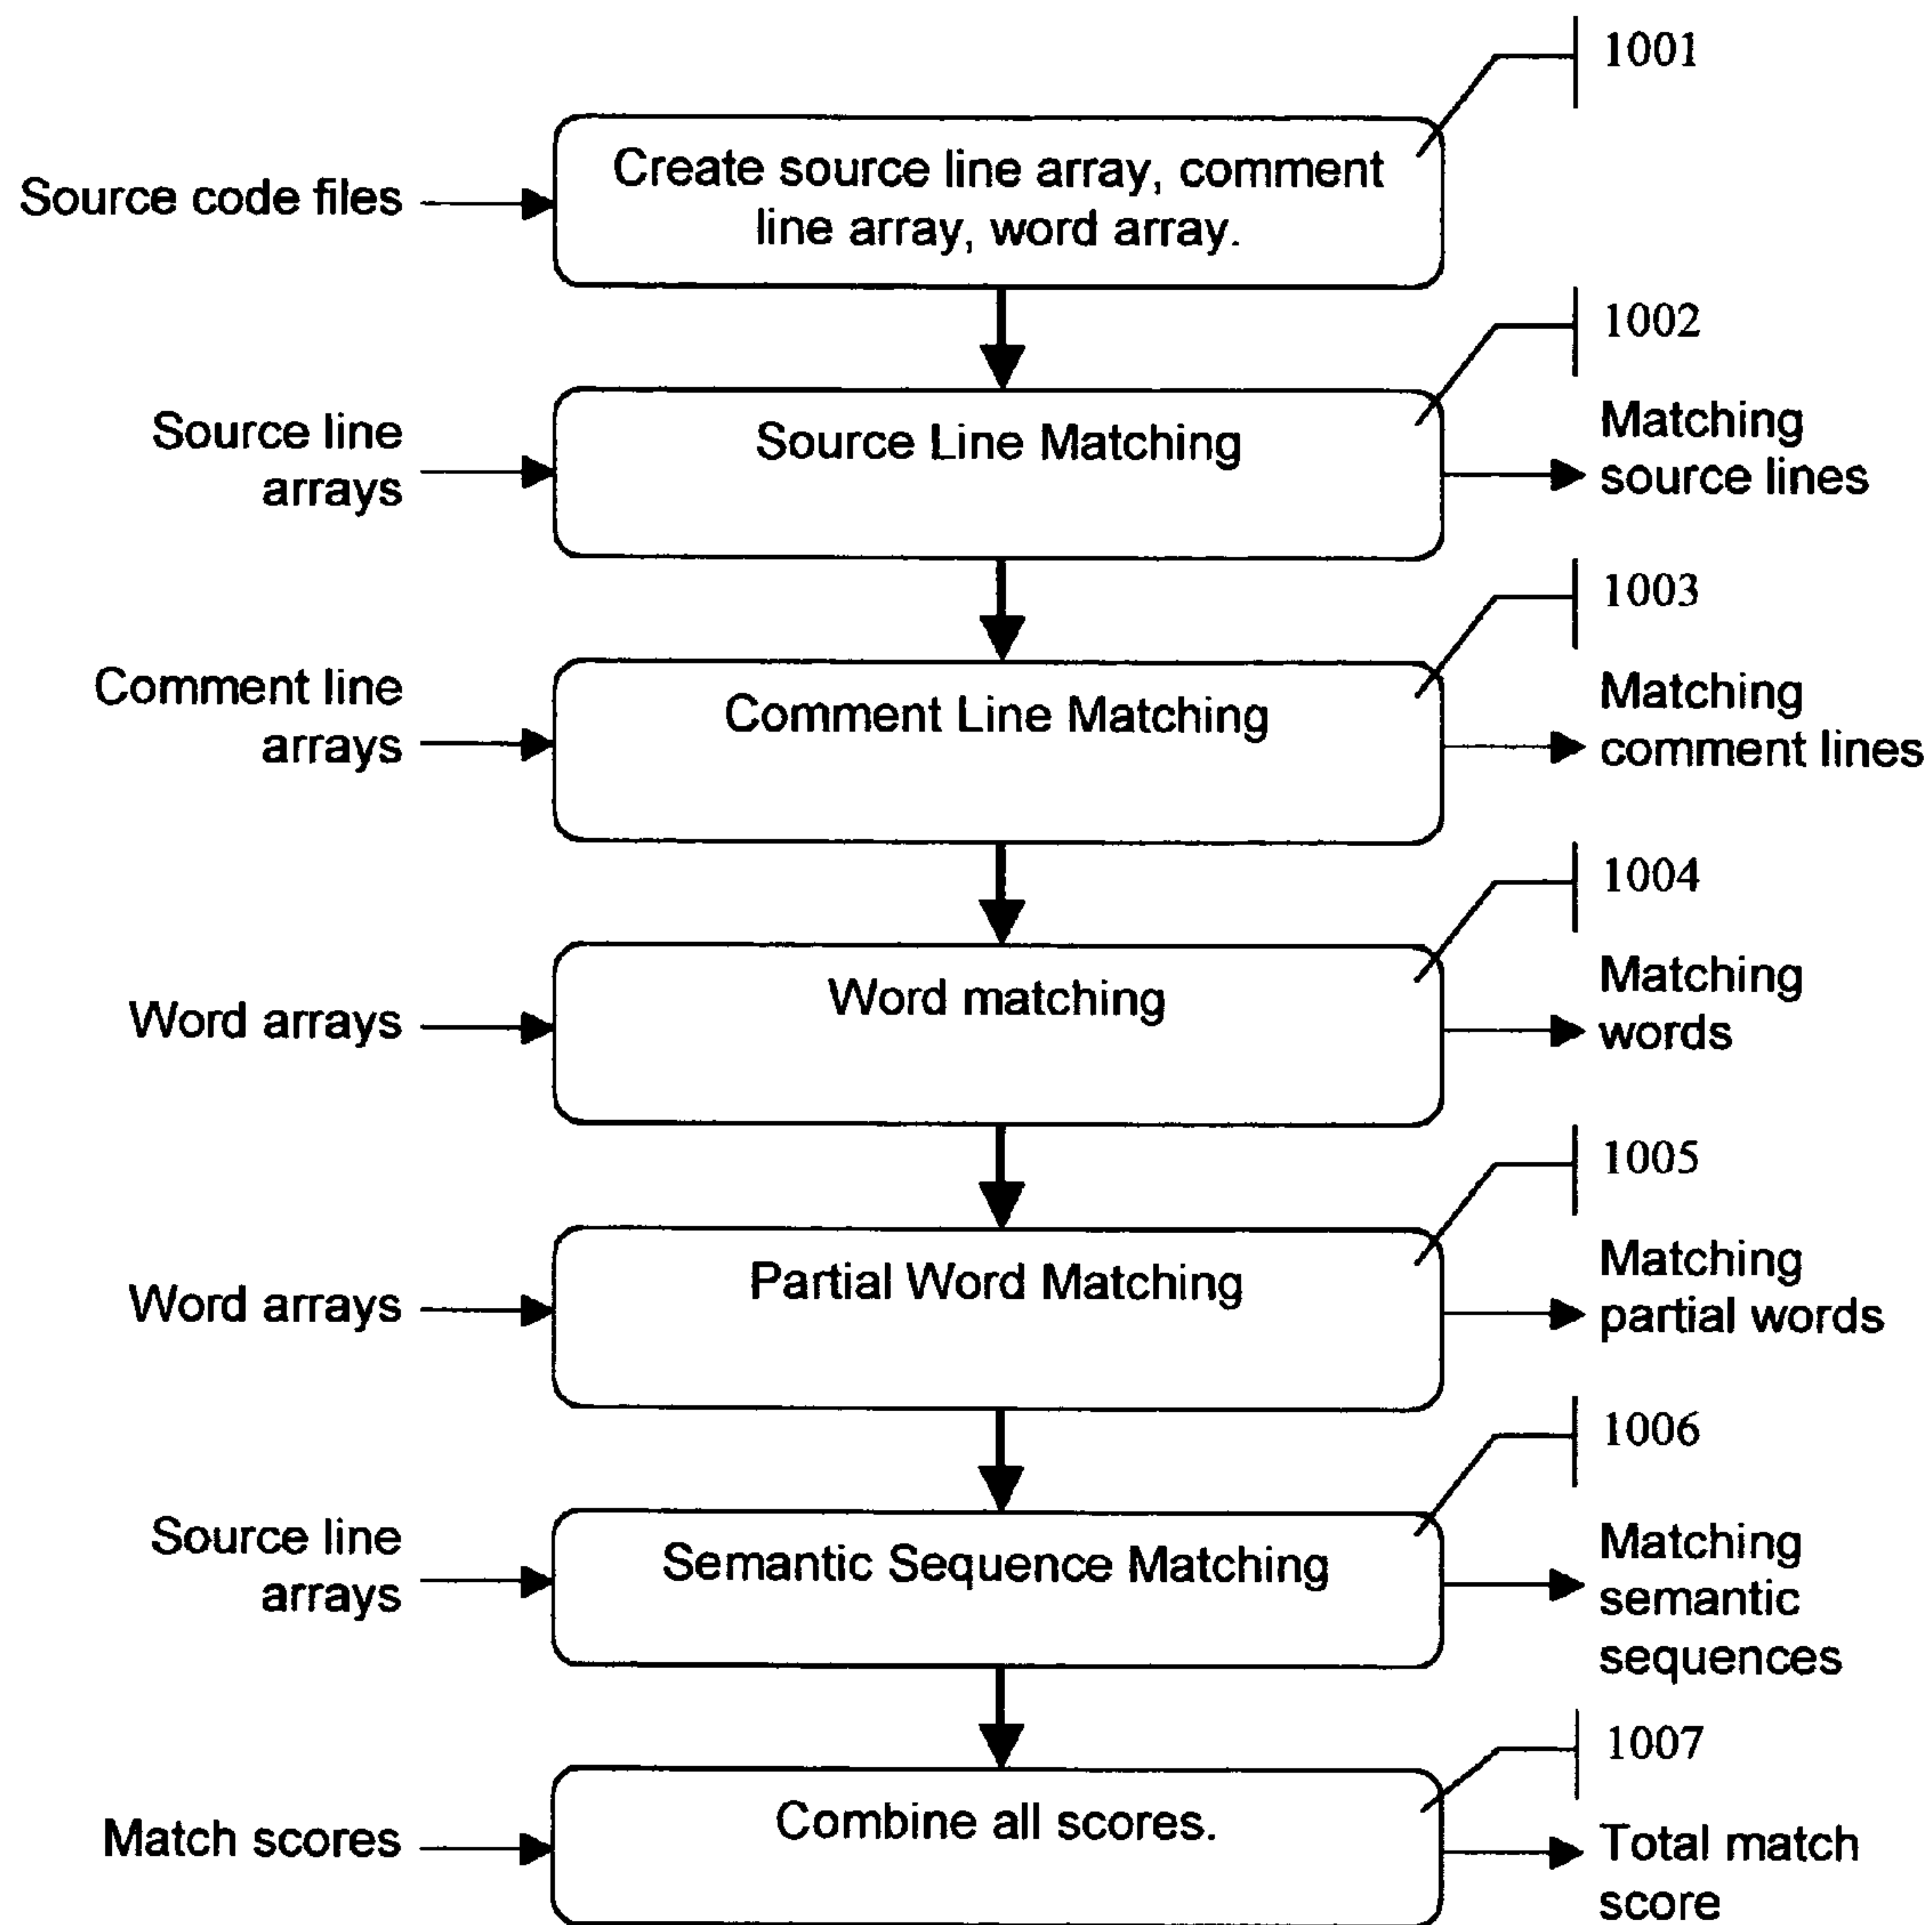 1001
Source code files
Create source line array, comment
line array, word array.
1002
Source line
arrays
Source Line Matching
Matching
source lines
1003
Comment line
arrays
Comment Line Matching
Matching
comment lines
1004
Word arrays
Word matching
Matching
words
1005
Word arrays
Partial Word Matching
Matching
partial words
1006
Source line
arrays
Semantic Sequence Matching
Matching
semantic
sequences
1007
Match scores
Combine all scores.
Total match
score